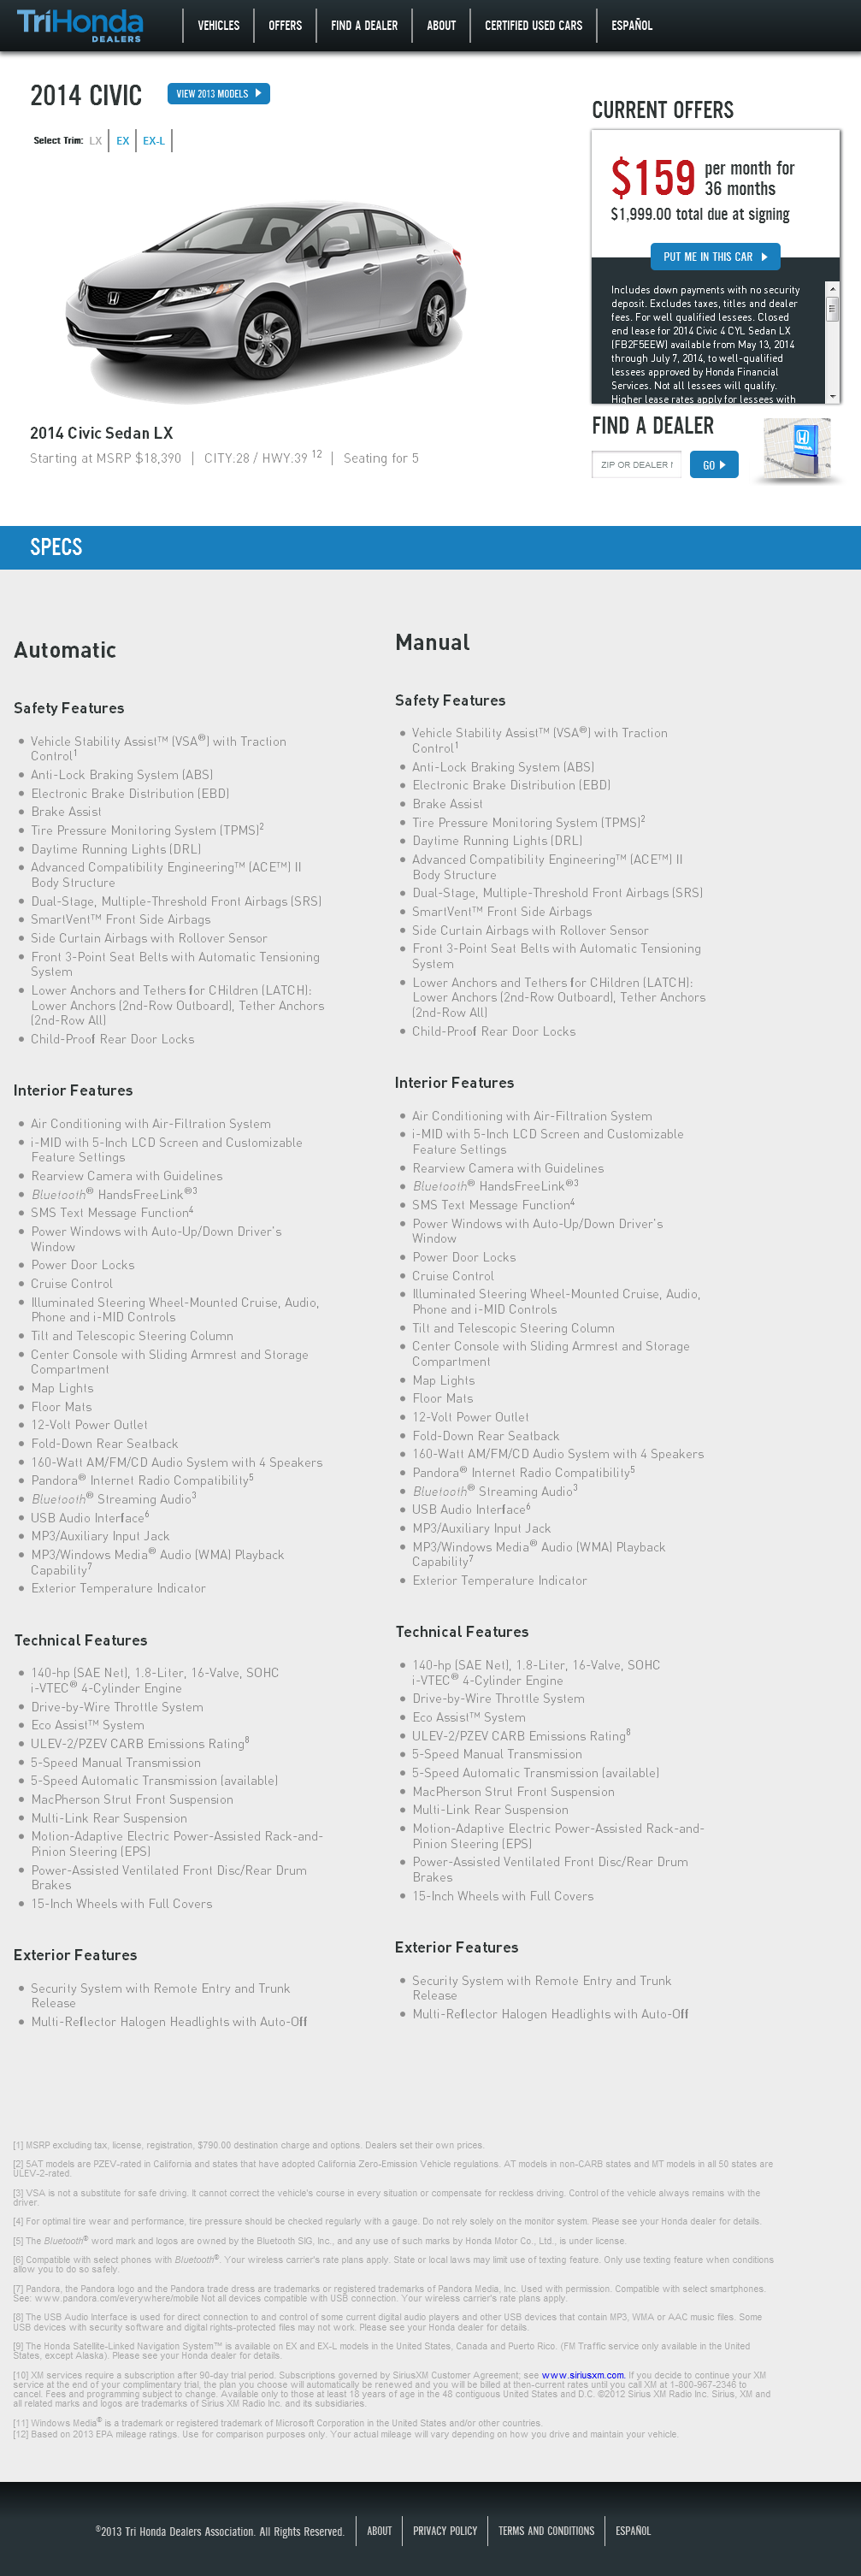 TriHonda
DEALERS
VEHICLES
OFFERS
FIND A DEALER
ABOUT
CERTIFIED USED CARS
ESPAÑOL
2014 CIVIC
VIEW 2013 MODELS
Select Trim: LX EX EX-L
2014 Civic Sedan LX
Starting at MSRP $18,390 | CITY.28 / HWY.39 12 | Seating for 5
CURRENT OFFERS
$159 per month for
36 months
$1,999.00 total due at signing
PUT ME IN THIS CAR
Includes down payments with no security
deposit. Excludes taxes, titles and dealer
fees. For well qualified lessees. Closed
end lease for 2014 Civic 4 CYL Sedan LX
(FB2F5EEW) available from May 13, 2014
through July 7, 2014, to well-qualified
lessees approved by Honda Financial
Services. Not all lessees will qualify.
Higher lease rates apply for lessees with
FIND A DEALER
ZIP OR DEALER
GO
SPECS
Automatic
Safety Features
Vehicle Stability Assist™ (VSA®) with Traction
Control1
Anti-Lock Braking System (ABS)
Electronic Brake Distribution (EBD)
Brake Assist
Tire Pressure Monitoring System (TPMS)2
Daytime Running Lights (DRL)
Advanced Compatibility Engineering™ (ACE™) II
Body Structure
Dual-Stage, Multiple-Threshold Front Airbags (SRS)
SmartVent™ Front Side Airbags
Side Curtain Airbags with Rollover Sensor
Front 3-Point Seat Belts with Automatic Tensioning
System
Lower Anchors and Tethers for CHildren (LATCH):
Lower Anchors (2nd-Row Outboard), Tether Anchors
(2nd-Row All)
Child-Proof Rear Door Locks
Interior Features
Air Conditioning with Air-Filtration System
i-MID with 5-Inch LCD Screen and Customizable
Feature Settings
Rearview Camera with Guidelines
Bluetooth® HandsFreeLink®3
SMS Text Message Function4
Power Windows with Auto-Up/Down Driver's
Window
Power Door Locks
Cruise Control
Illuminated Steering Wheel-Mounted Cruise, Audio,
Phone and i-MID Controls
Tilt and Telescopic Steering Column
Center Console with Sliding Armrest and Storage
Compartment
Map Lights
Floor Mats
12-Volt Power Outlet
Fold-Down Rear Seatback
160-Watt AM/FM/CD Audio System with 4 Speakers
Pandora® Internet Radio Compatibility5
Bluetooth® Streaming Audio3
USB Audio Interface6
MP3/Auxiliary Input Jack
MP3/Windows Media® Audio (WMA) Playback
Capability7
Exterior Temperature Indicator
Technical Features
140-hp (SAE Net), 1.8-Liter, 16-Valve, SOHC
i-VTEC® 4-Cylinder Engine
Drive-by-Wire Throttle System
Eco Assist™ System
ULEV-2/PZEV CARB Emissions Rating8
5-Speed Manual Transmission
5-Speed Automatic Transmission (available)
MacPherson Strut Front Suspension
Multi-Link Rear Suspension
Motion-Adaptive Electric Power-Assisted Rack-and-
Pinion Steering (EPS)
Power-Assisted Ventilated Front Disc/Rear Drum
Brakes
15-Inch Wheels with Full Covers
Exterior Features
Security System with Remote Entry and Trunk
Release
Multi-Reflector Halogen Headlights with Auto-Off
Manual
Safety Features
Vehicle Stability Assist™ (VSA®) with Traction
Control1
Anti-Lock Braking System (ABS)
Electronic Brake Distribution (EBD)
Brake Assist
Tire Pressure Monitoring System (TPMS)2
Daytime Running Lights (DRL)
Advanced Compatibility Engineering™ (ACE™) II
Body Structure
Dual-Stage, Multiple-Threshold Front Airbags (SRS)
SmartVent™ Front Side Airbags
Side Curtain Airbags with Rollover Sensor
Front 3-Point Seat Belts with Automatic Tensioning
System
Lower Anchors and Tethers for CHildren (LATCH):
Lower Anchors (2nd-Row Outboard), Tether Anchors
(2nd-Row All)
Child-Proof Rear Door Locks
Interior Features
Air Conditioning with Air-Filtration System
i-MID with 5-Inch LCD Screen and Customizable
Feature Settings
Rearview Camera with Guidelines
Bluetooth® HandsFreeLink®3
SMS Text Message Function4
Power Windows with Auto-Up/Down Driver's
Window
Power Door Locks
Cruise Control
Illuminated Steering Wheel-Mounted Cruise, Audio,
Phone and i-MID Controls
Tilt and Telescopic Steering Column
Center Console with Sliding Armrest and Storage
Compartment
Map Lights
Floor Mats
12-Volt Power Outlet
Fold-Down Rear Seatback
160-Watt AM/FM/CD Audio System with 4 Speakers
Pandora® Internet Radio Compatibility5
Bluetooth® Streaming Audio3
USB Audio Interface6
MP3/Auxiliary Input Jack
MP3/Windows Media® Audio (WMA) Playback
Capability7
Exterior Temperature Indicator
Technical Features
140-hp (SAE Net), 1.8-Liter, 16-Valve, SOHC
i-VTEC® 4-Cylinder Engine
Drive-by-Wire Throttle System
Eco Assist™ System
ULEV-2/PZEV CARB Emissions Rating8
5-Speed Manual Transmission
5-Speed Automatic Transmission (available)
MacPherson Strut Front Suspension
Multi-Link Rear Suspension
Motion-Adaptive Electric Power-Assisted Rack-and-
Pinion Steering (EPS)
Power-Assisted Ventilated Front Disc/Rear Drum
Brakes
15-Inch Wheels with Full Covers
Exterior Features
Security System with Remote Entry and Trunk
Release
Multi-Reflector Halogen Headlights with Auto-Off
[1] MSRP excluding tax, license, registration, $790.00 destination charge and options. Dealers set their own prices.
[2] 5AT models are PZEV-rated in California and states that have adopted California Zero-Emission Vehicle regulations. AT models in non-CARB states and MT models in all 50 states are
ULEV-2-rated.
[3] VSA is not a substitute for safe driving. It cannot correct the vehicle's course in every situation or compensate for reckless driving. Control of the vehicle always remains with the
driver.
[4] For optimal tire wear and performance, tire pressure should be checked regularly with a gauge. Do not rely solely on the monitor system. Please see your Honda dealer for details.
[5] The Bluetooth® word mark and logos are owned by the Bluetooth SIG, Inc., and any use of such marks by Honda Motor Co., Ltd., is under license.
[6] Compatible with select phones with Bluetooth®. Your wireless carrier's rate plans apply. State or local laws may limit use of texting feature. Only use texting feature when conditions
allow you to do so safely.
[7] Pandora, the Pandora logo and the Pandora trade dress are trademarks or registered trademarks of Pandora Media, Inc. Used with permission. Compatible with select smartphones.
See: www.pandora.com/everywhere/mobile Not all devices compatible with USB connection. Your wireless carrier's rate plans apply.
[8] The USB Audio Interface is used for direct connection to and control of some current digital audio players and other USB devices that contain MP3, WMA or AAC music files. Some
USB devices with security software and digital rights-protected files may not work. Please see your Honda dealer for details.
[9] The Honda Satellite-Linked Navigation System™ is available on EX and EX-L models in the United States, Canada and Puerto Rico. (FM Traffic service only available in the United
States, except Alaska). Please see your Honda dealer for details.
[10] XM services require a subscription after 90-day trial period. Subscriptions governed by SiriusXM Customer Agreement; see www.siriusxm.com. If you decide to continue your XM
service at the end of your complimentary trial, the plan you choose will automatically be renewed and you will be billed at then-current rates until you call XM at 1-800-967-2346 to
cancel. Fees and programming subject to change. Available only to those at least 18 years of age in the 48 contiguous United States and D.C. ©2012 Sirius XM Radio Inc. Sirius, XM and
all related marks and logos are trademarks of Sirius XM Radio Inc. and its subsidiaries.
[11] Windows Media® is a trademark or registered trademark of Microsoft Corporation in the United States and/or other countries.
[12] Based on 2013 EPA mileage ratings. Use for comparison purposes only. Your actual mileage will vary depending on how you drive and maintain your vehicle.
©2013 Tri Honda Dealers Association. All Rights Reserved.
ABOUT
PRIVACY POLICY
TERMS AND CONDITIONS
ESPAÑOL